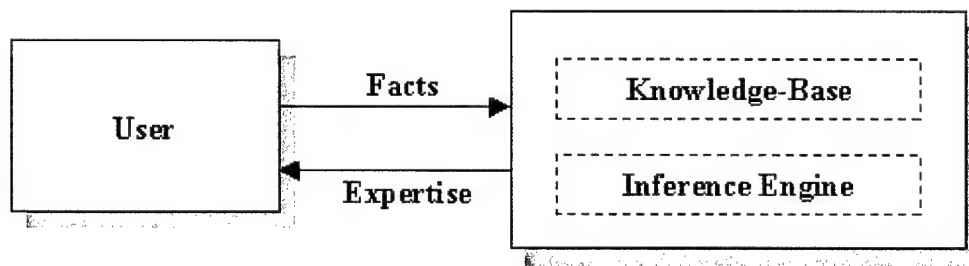 Facts
Knowledge-Base
User
Expertise
Inference Engine